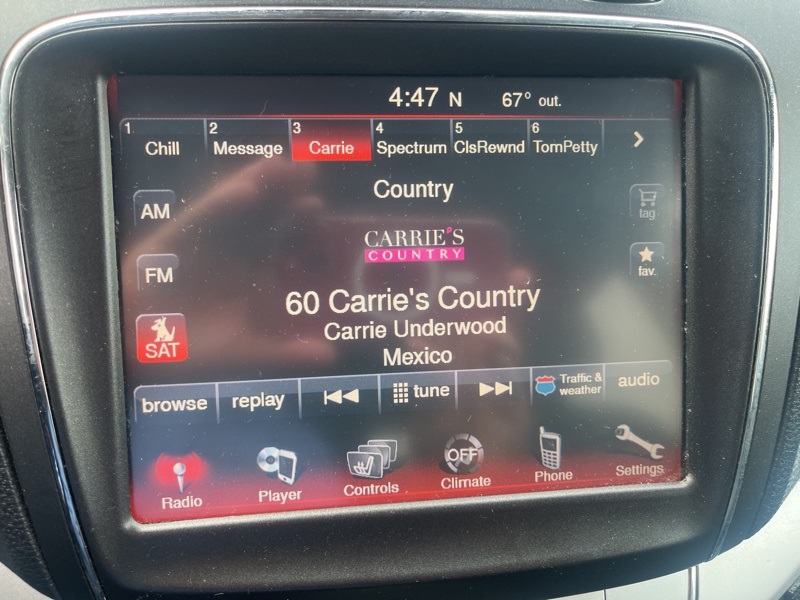 4:47 N 67° out.
1 2 3 4 5 6
Chill Message Carrie Spectrum ClsRewnd TomPetty
Country
AM
tag
CARRIE'S
COUNTRY
FM
fav.
60 Carrie's Country
Carrie Underwood
SAT
Mexico
browse replay tune Traffic & weather audio
OFF
Radio Player Controls Climate Phone Settings